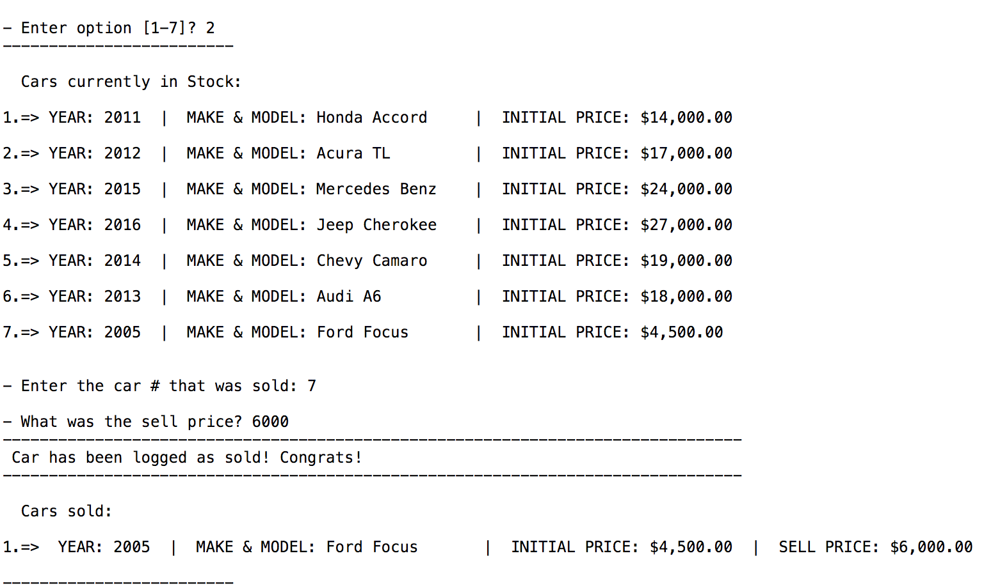 – Enter option [1–7]? 2
–––––––––––––––––––––––––
Cars currently in Stock:
1.=> YEAR: 2011  |  MAKE & MODEL: Honda Accord     |  INITIAL PRICE: $14,000.00
2.=> YEAR: 2012  |  MAKE & MODEL: Acura TL         |  INITIAL PRICE: $17,000.00
3.=> YEAR: 2015  |  MAKE & MODEL: Mercedes Benz    |  INITIAL PRICE: $24,000.00
4.=> YEAR: 2016  |  MAKE & MODEL: Jeep Cherokee    |  INITIAL PRICE: $27,000.00
5.=> YEAR: 2014  |  MAKE & MODEL: Chevy Camaro     |  INITIAL PRICE: $19,000.00
6.=> YEAR: 2013  |  MAKE & MODEL: Audi A6          |  INITIAL PRICE: $18,000.00
7.=> YEAR: 2005  |  MAKE & MODEL: Ford Focus       |  INITIAL PRICE: $4,500.00
– Enter the car # that was sold: 7
– What was the sell price? 6000
––––––––––––––––––––––––––––––––––––––––––––––––––––––––––––––––––––––––––––––––
Car has been logged as sold! Congrats!
––––––––––––––––––––––––––––––––––––––––––––––––––––––––––––––––––––––––––––––––
Cars sold:
1.=>  YEAR: 2005  |  MAKE & MODEL: Ford Focus       |  INITIAL PRICE: $4,500.00  |  SELL PRICE: $6,000.00
–––––––––––––––––––––––––